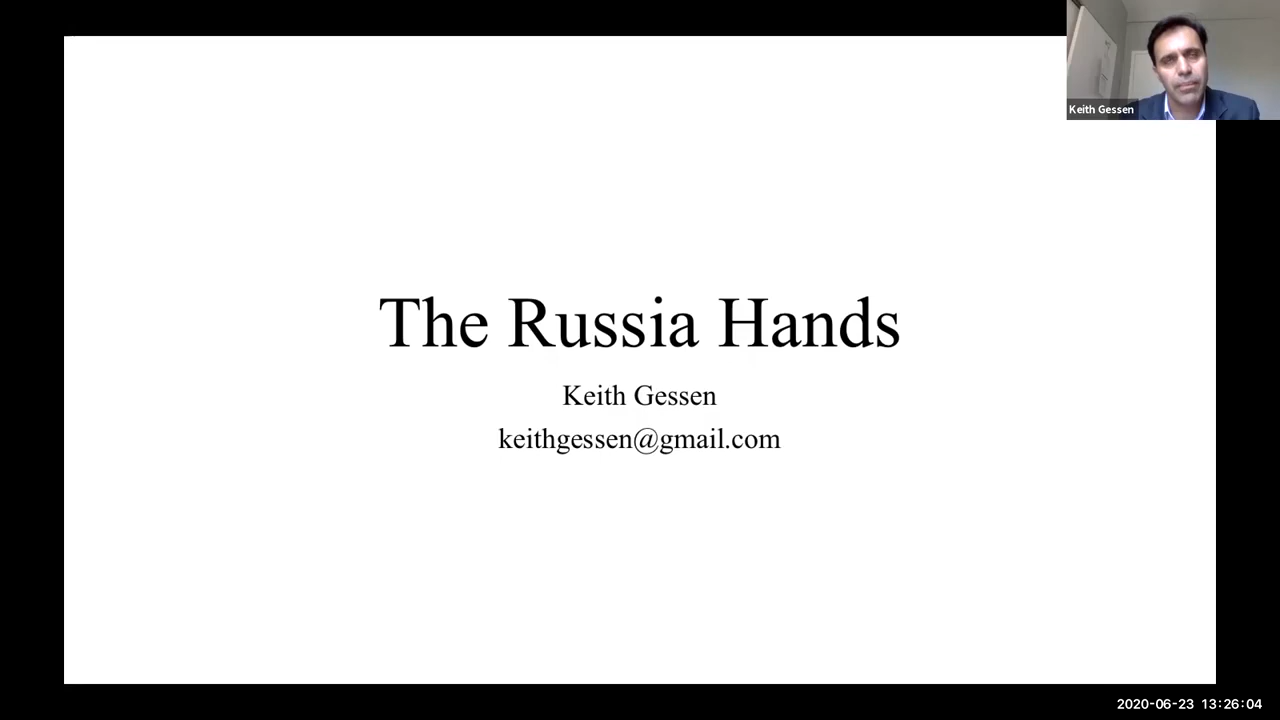 The Russia Hands
Keith Gessen
keithgessen@gmail.com
Keith Gessen
2020-06-23 13:26:04